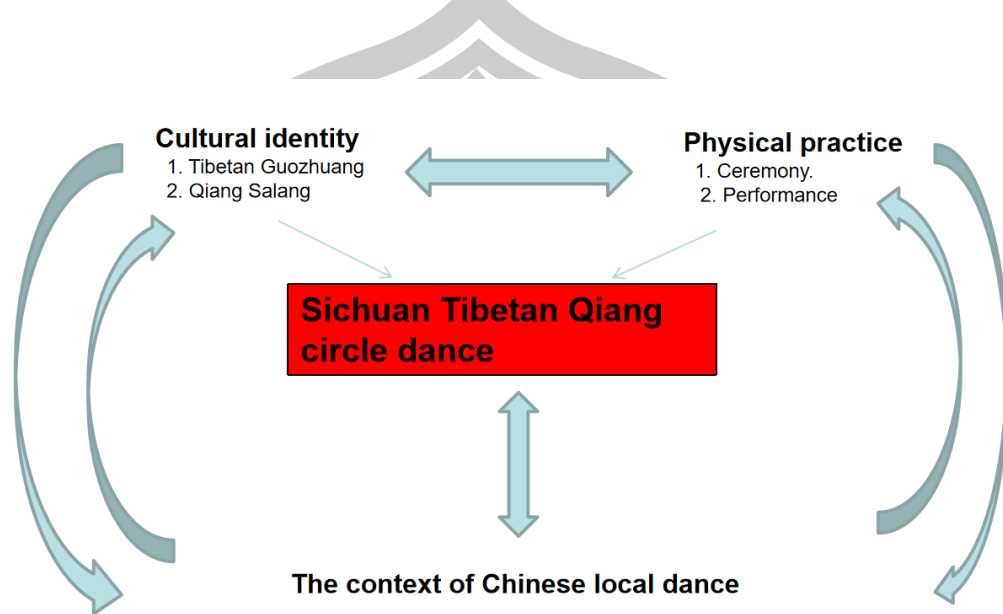 Cultural identity
1. Tibetan Guozhuang
2. Qiang Salang
Physical practice
1. Ceremony.
2. Performance
Sichuan Tibetan Qiang
circle dance
The context of Chinese local dance